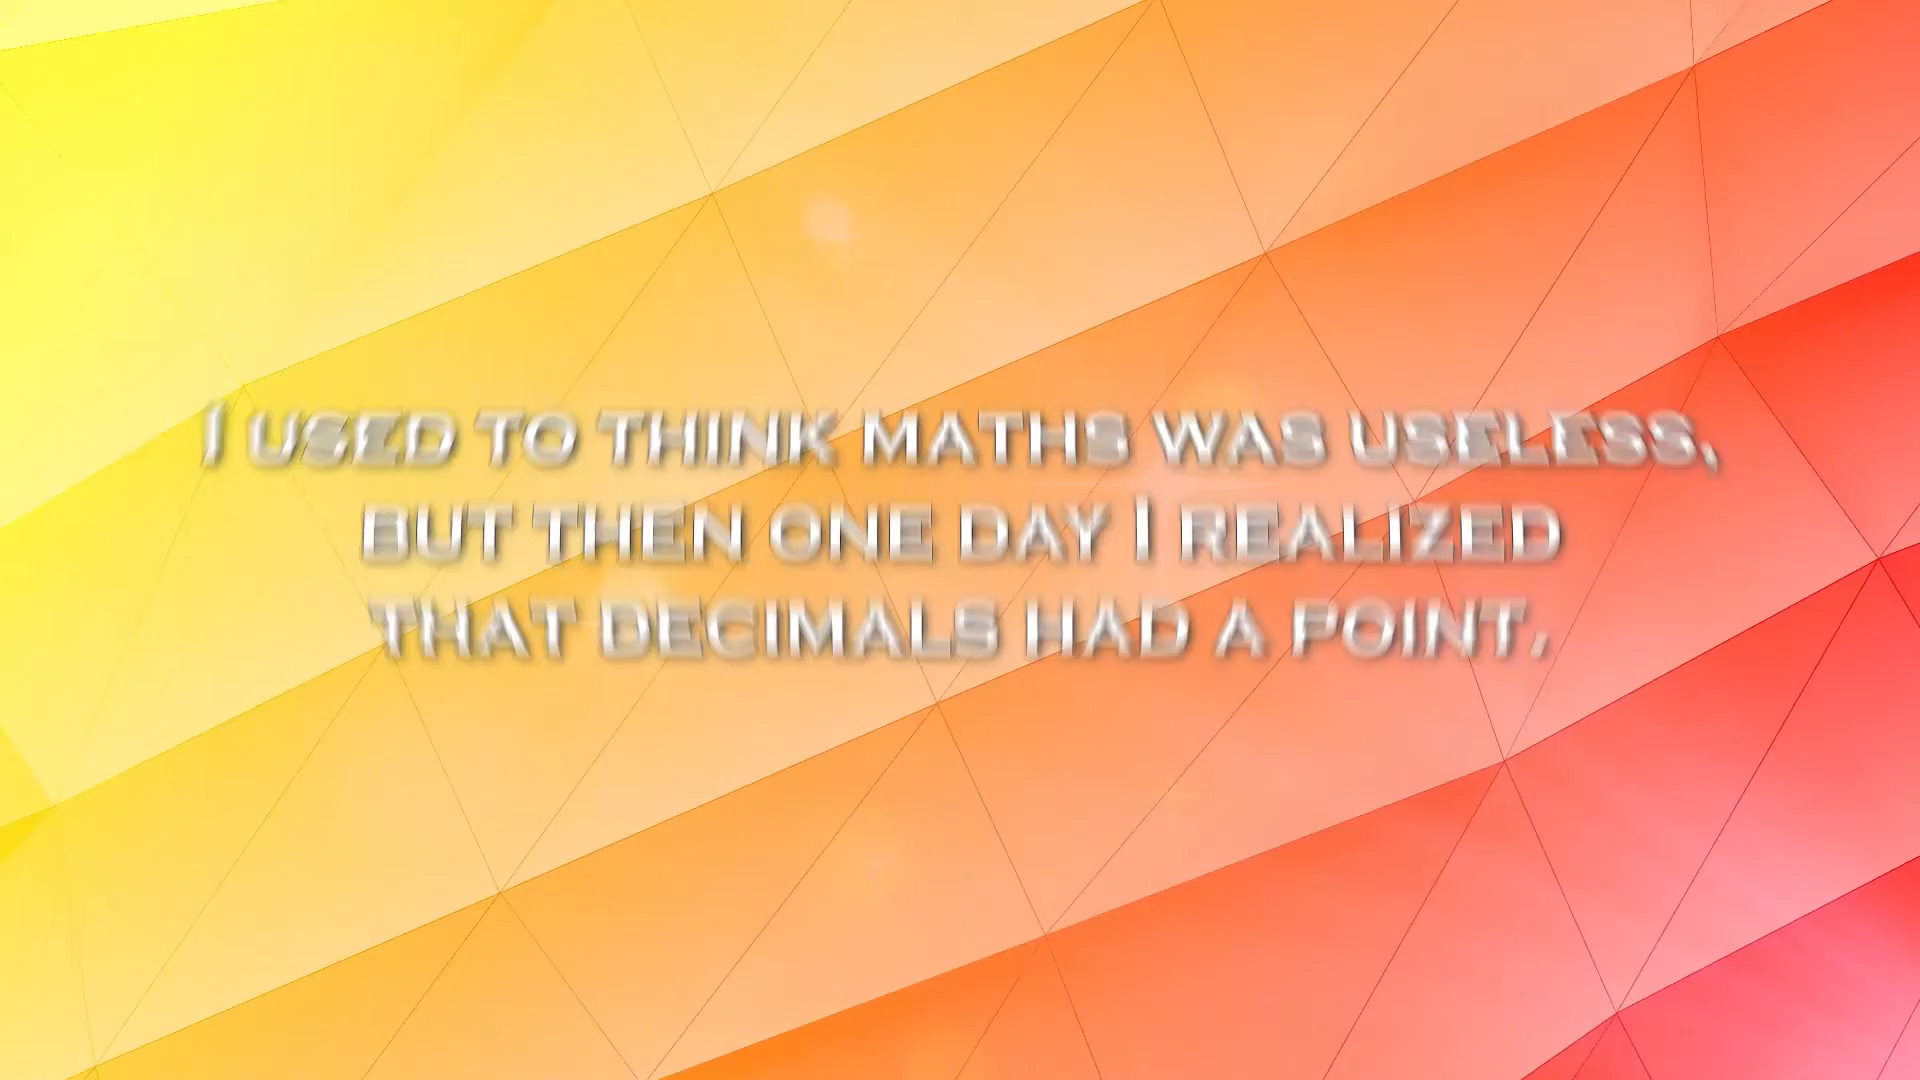 I used to think maths was useless,
but then one day I realized
that decimals had a point.